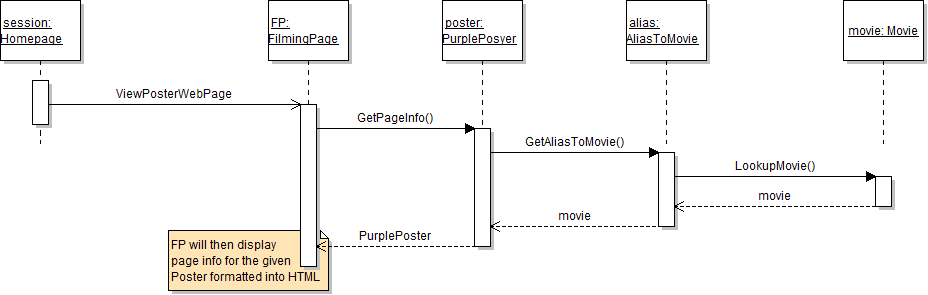 session:
Homepage
FP:
FilmingPage
poster:
PurplePosyer
alias:
AliasToMovie
movie: Movie
ViewPosterWebPage
GetPageInfo()
GetAliasToMovie()
LookupMovie()
movie
movie
PurplePoster
FP will then display
page info for the given
Poster formatted into HTML